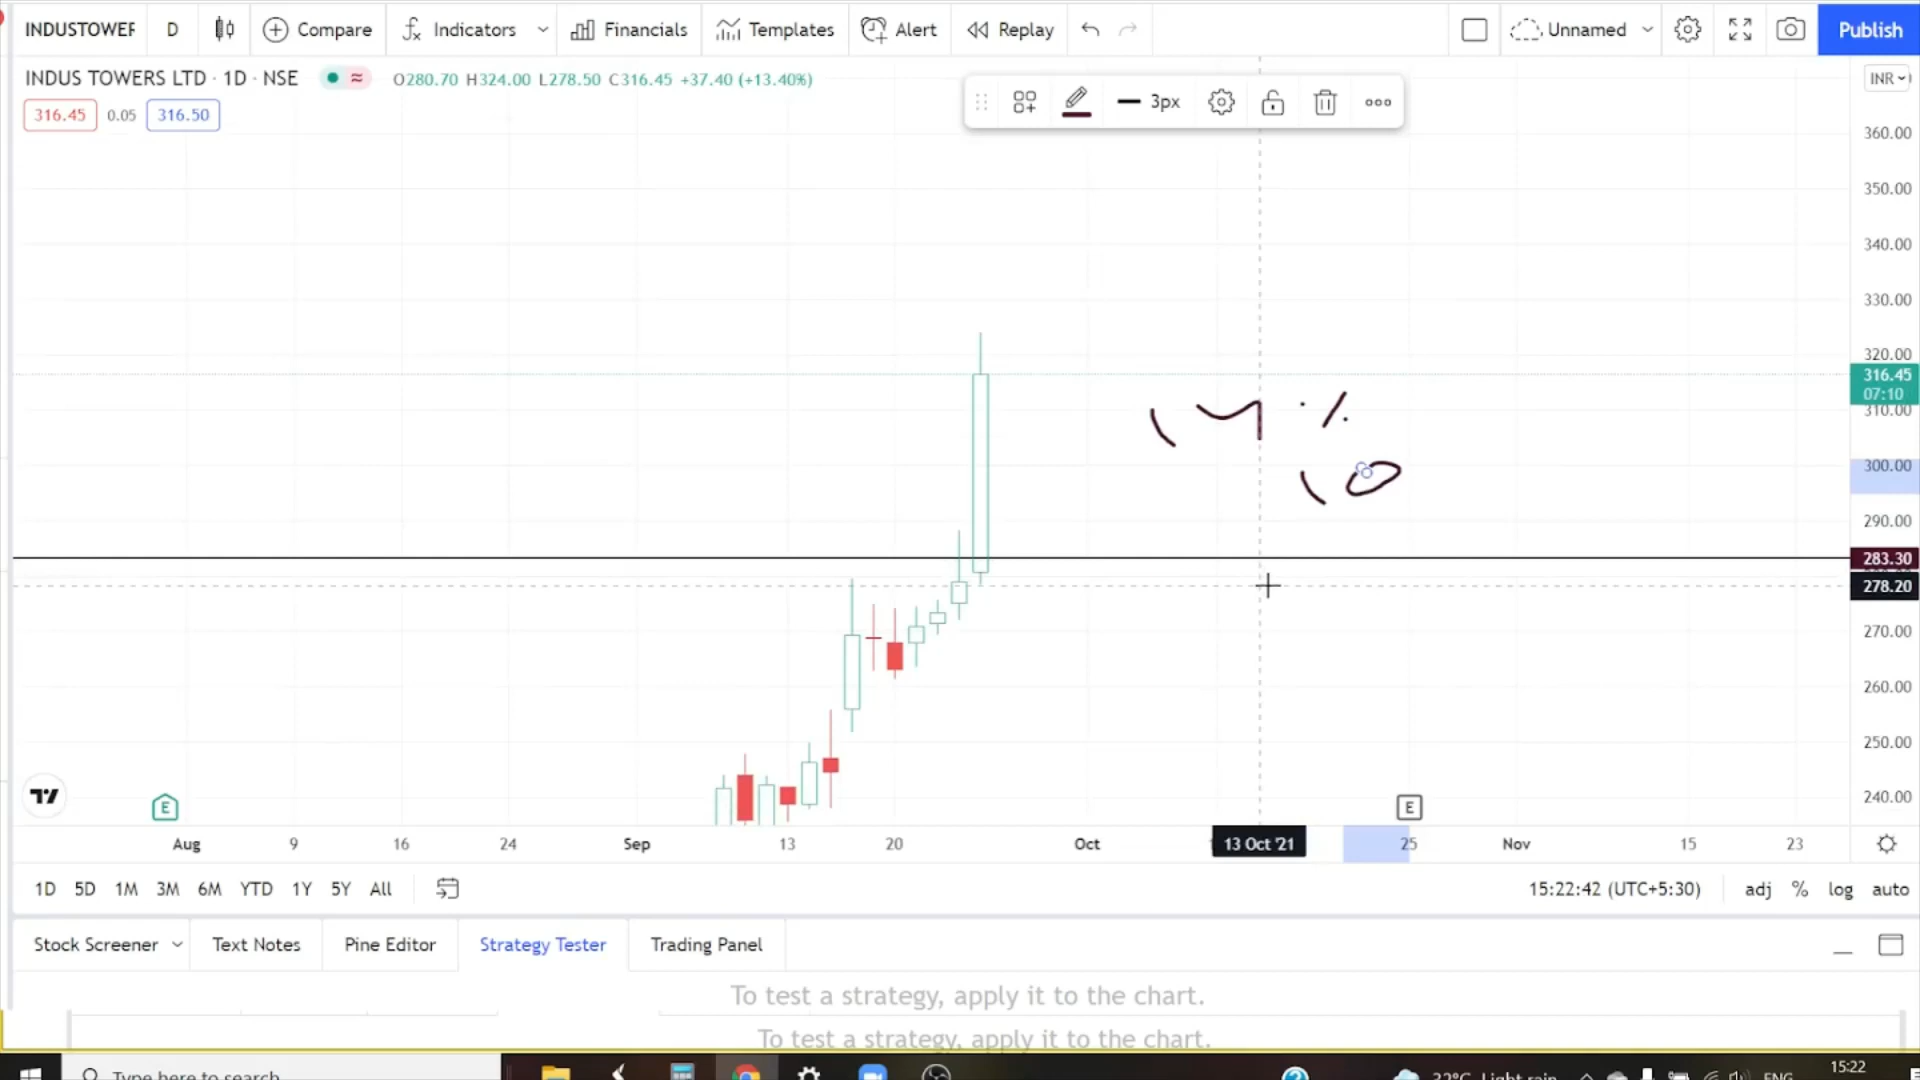 INDUSTOWER D Compare Indicators Financials Templates Alert Replay Unnamed Publish
INDUS TOWERS LTD · 1D · NSE O280.70 H324.00 L278.50 C316.45 +37.40 (+13.40%)
INR
316.45 0.05 316.50
3px
360.00
350.00
340.00
330.00
320.00
316.45
07:10
310.00
14 %
10
300.00
290.00
283.30
278.20
270.00
260.00
250.00
240.00
E E
Aug 9 16 24 Sep 13 20 Oct 13 Oct '21 25 Nov 15 23
1D 5D 1M 3M 6M YTD 1Y 5Y All 15:22:42 (UTC+5:30) adj % log auto
Stock Screener Text Notes Pine Editor Strategy Tester Trading Panel
To test a strategy, apply it to the chart.
To test a strategy, apply it to the chart.
Type here to search 32°C Light rain ENG 15:22